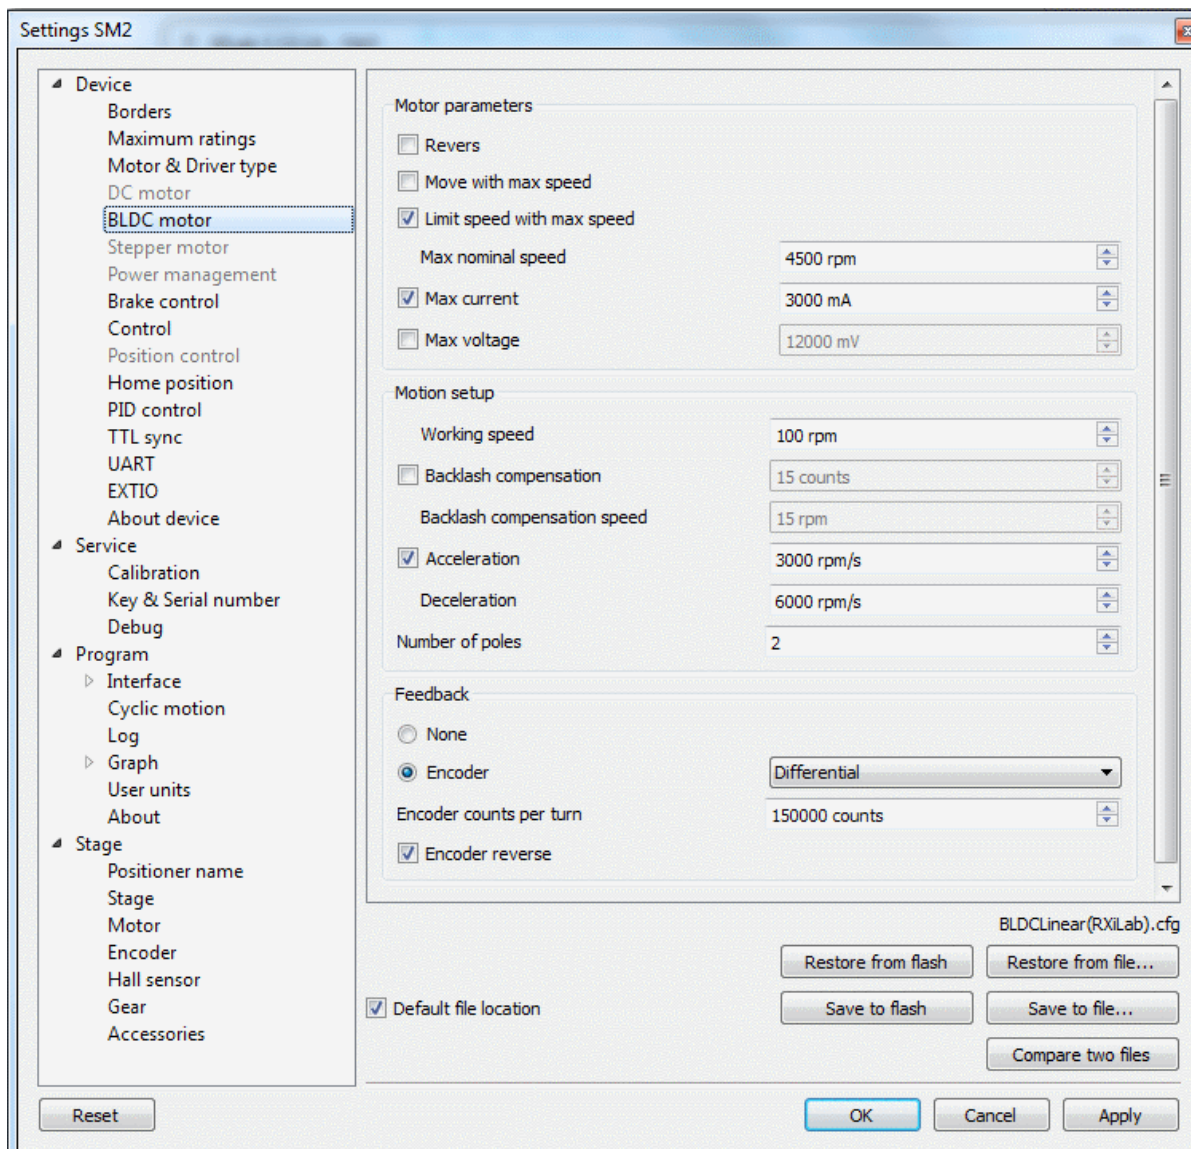 Settings SM2
Device
Borders
Maximum ratings
Motor & Driver type
DC motor
BLDC motor
Stepper motor
Power management
Brake control
Control
Position control
Home position
PID control
TTL sync
UART
EXTIO
About device
Service
Calibration
Key & Serial number
Debug
Program
Interface
Cyclic motion
Log
Graph
User units
About
Stage
Positioner name
Stage
Motor
Encoder
Hall sensor
Gear
Accessories
Motor parameters
Revers
Move with max speed
Limit speed with max speed
Max nominal speed 4500 rpm
Max current 3000 mA
Max voltage 12000 mV
Motion setup
Working speed 100 rpm
Backlash compensation 15 counts
Backlash compensation speed 15 rpm
Acceleration 3000 rpm/s
Deceleration 6000 rpm/s
Number of poles 2
Feedback
None
Encoder Differential
Encoder counts per turn 150000 counts
Encoder reverse
BLDCLinear(RXiLab).cfg
Restore from flash Restore from file...
Default file location Save to flash Save to file...
Compare two files
Reset OK Cancel Apply